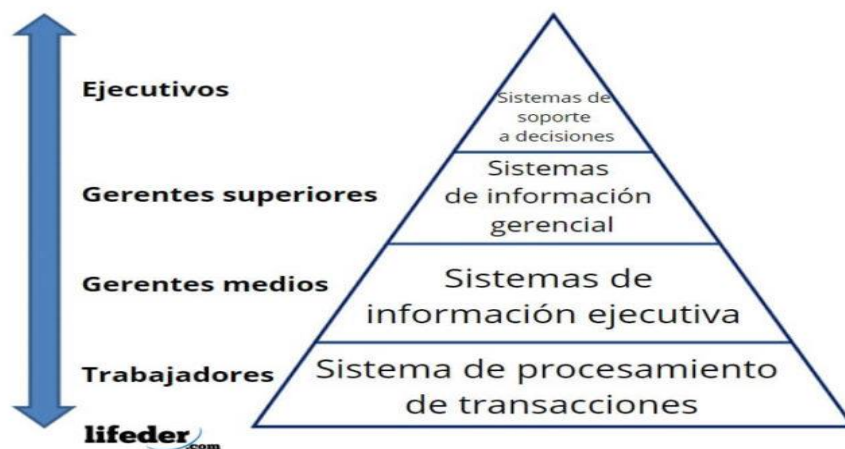 Ejecutivos
Sistemas de
soporte
a decisiones
Gerentes superiores
Sistemas
de información
gerencial
Gerentes medios
Sistemas de
información ejecutiva
Trabajadores
Sistema de procesamiento
de transacciones
lifeder
.com